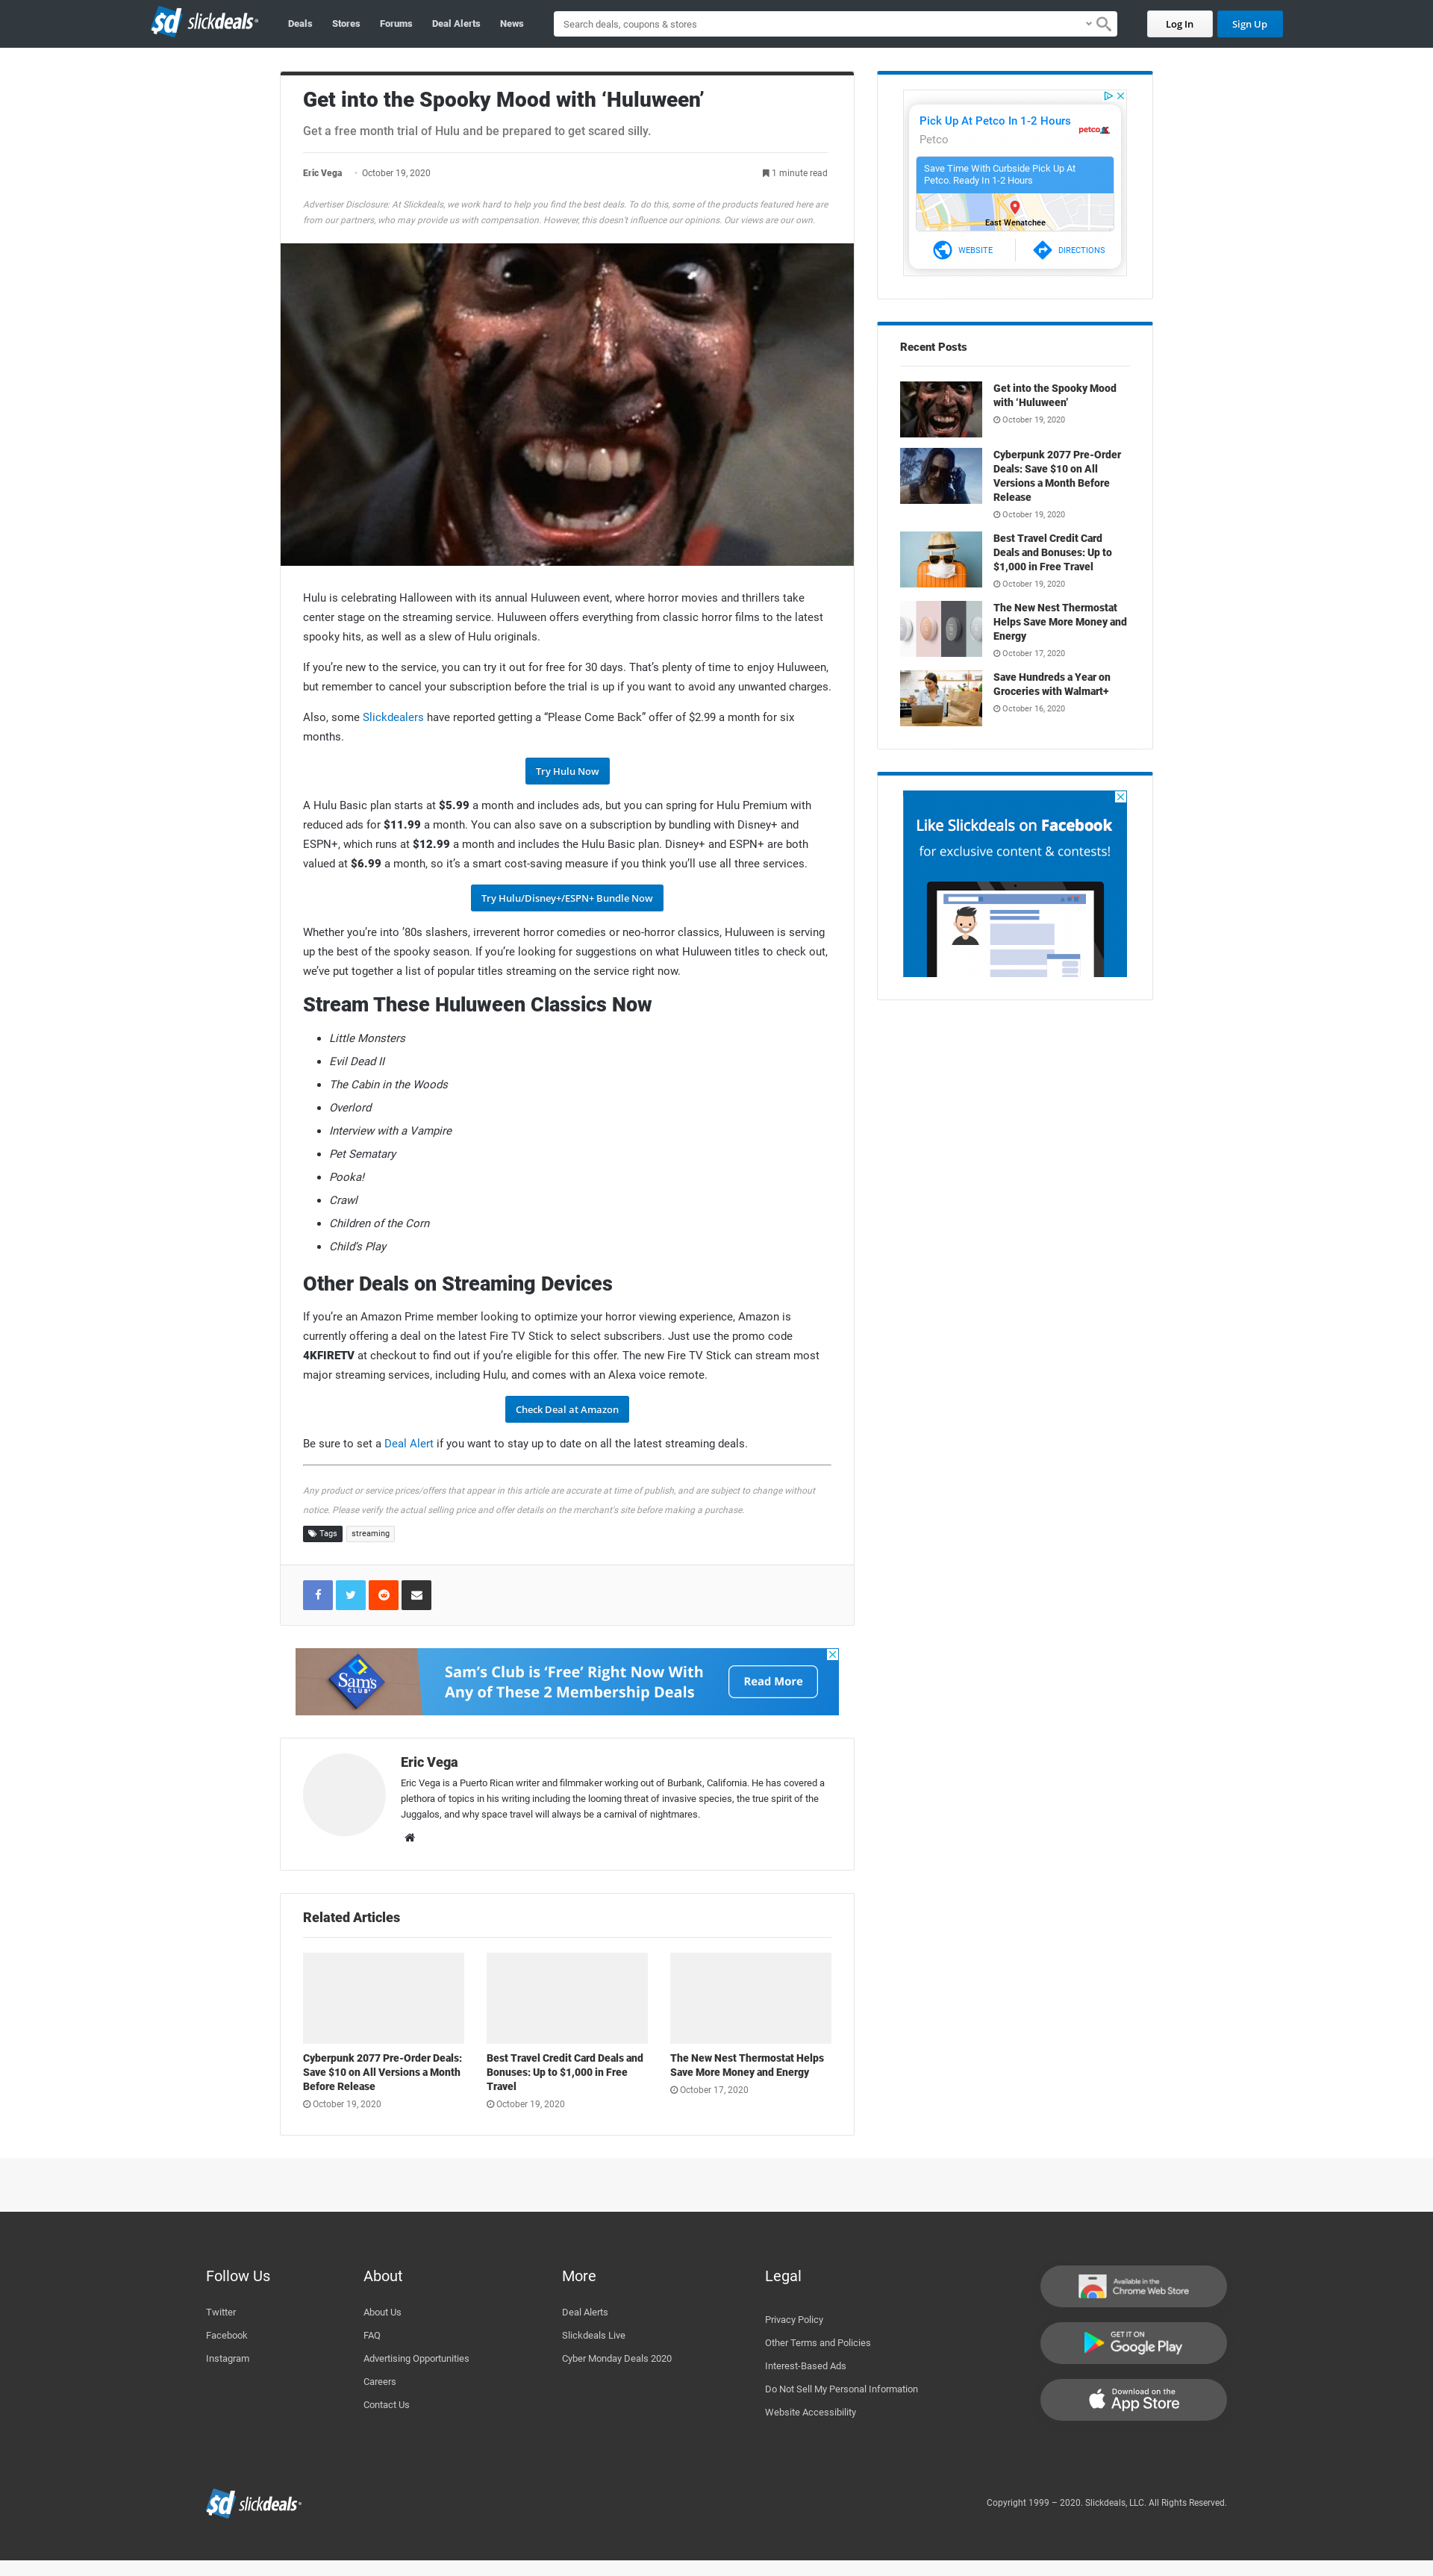 sd slickdeals
Deals
Stores
Forums
Deal Alerts
News
Search deals, coupons & stores
Log In
Sign Up
Get into the Spooky Mood with ‘Huluween’
Get a free month trial of Hulu and be prepared to get scared silly.
Eric Vega · October 19, 2020
1 minute read
Advertiser Disclosure: At Slickdeals, we work hard to help you find the best deals. To do this, some of the products featured here are
from our partners, who may provide us with compensation. However, this doesn’t influence our opinions. Our views are our own.
Hulu is celebrating Halloween with its annual Huluween event, where horror movies and thrillers take
center stage on the streaming service. Huluween offers everything from classic horror films to the latest
spooky hits, as well as a slew of Hulu originals.
If you’re new to the service, you can try it out for free for 30 days. That’s plenty of time to enjoy Huluween,
but remember to cancel your subscription before the trial is up if you want to avoid any unwanted charges.
Also, some Slickdealers have reported getting a “Please Come Back” offer of $2.99 a month for six
months.
Try Hulu Now
A Hulu Basic plan starts at $5.99 a month and includes ads, but you can spring for Hulu Premium with
reduced ads for $11.99 a month. You can also save on a subscription by bundling with Disney+ and
ESPN+, which runs at $12.99 a month and includes the Hulu Basic plan. Disney+ and ESPN+ are both
valued at $6.99 a month, so it’s a smart cost-saving measure if you think you’ll use all three services.
Try Hulu/Disney+/ESPN+ Bundle Now
Whether you’re into ’80s slashers, irreverent horror comedies or neo-horror classics, Huluween is serving
up the best of the spooky season. If you’re looking for suggestions on what Huluween titles to check out,
we’ve put together a list of popular titles streaming on the service right now.
Stream These Huluween Classics Now
Little Monsters
Evil Dead II
The Cabin in the Woods
Overlord
Interview with a Vampire
Pet Sematary
Pooka!
Crawl
Children of the Corn
Child’s Play
Other Deals on Streaming Devices
If you’re an Amazon Prime member looking to optimize your horror viewing experience, Amazon is
currently offering a deal on the latest Fire TV Stick to select subscribers. Just use the promo code
4KFIRETV at checkout to find out if you’re eligible for this offer. The new Fire TV Stick can stream most
major streaming services, including Hulu, and comes with an Alexa voice remote.
Check Deal at Amazon
Be sure to set a Deal Alert if you want to stay up to date on all the latest streaming deals.
Any product or service prices/offers that appear in this article are accurate at time of publish, and are subject to change without
notice. Please verify the actual selling price and offer details on the merchant’s site before making a purchase.
Tags
streaming
Sam’s CLUB
Sam’s Club is ‘Free’ Right Now With
Any of These 2 Membership Deals
Read More
Eric Vega
Eric Vega is a Puerto Rican writer and filmmaker working out of Burbank, California. He has covered a
plethora of topics in his writing including the looming threat of invasive species, the true spirit of the
Juggalos, and why space travel will always be a carnival of nightmares.
Related Articles
Cyberpunk 2077 Pre-Order Deals:
Save $10 on All Versions a Month
Before Release
October 19, 2020
Best Travel Credit Card Deals and
Bonuses: Up to $1,000 in Free
Travel
October 19, 2020
The New Nest Thermostat Helps
Save More Money and Energy
October 17, 2020
Pick Up At Petco In 1-2 Hours
Petco
petco
Save Time With Curbside Pick Up At
Petco. Ready In 1-2 Hours
East Wenatchee
WEBSITE
DIRECTIONS
Recent Posts
Get into the Spooky Mood
with ‘Huluween’
October 19, 2020
Cyberpunk 2077 Pre-Order
Deals: Save $10 on All
Versions a Month Before
Release
October 19, 2020
Best Travel Credit Card
Deals and Bonuses: Up to
$1,000 in Free Travel
October 19, 2020
The New Nest Thermostat
Helps Save More Money and
Energy
October 17, 2020
Save Hundreds a Year on
Groceries with Walmart+
October 16, 2020
Like Slickdeals on Facebook
for exclusive content & contests!
Follow Us
Twitter
Facebook
Instagram
About
About Us
FAQ
Advertising Opportunities
Careers
Contact Us
More
Deal Alerts
Slickdeals Live
Cyber Monday Deals 2020
Legal
Privacy Policy
Other Terms and Policies
Interest-Based Ads
Do Not Sell My Personal Information
Website Accessibility
Available in the
Chrome Web Store
GET IT ON
Google Play
Download on the
App Store
sd slickdeals
Copyright 1999 – 2020. Slickdeals, LLC. All Rights Reserved.